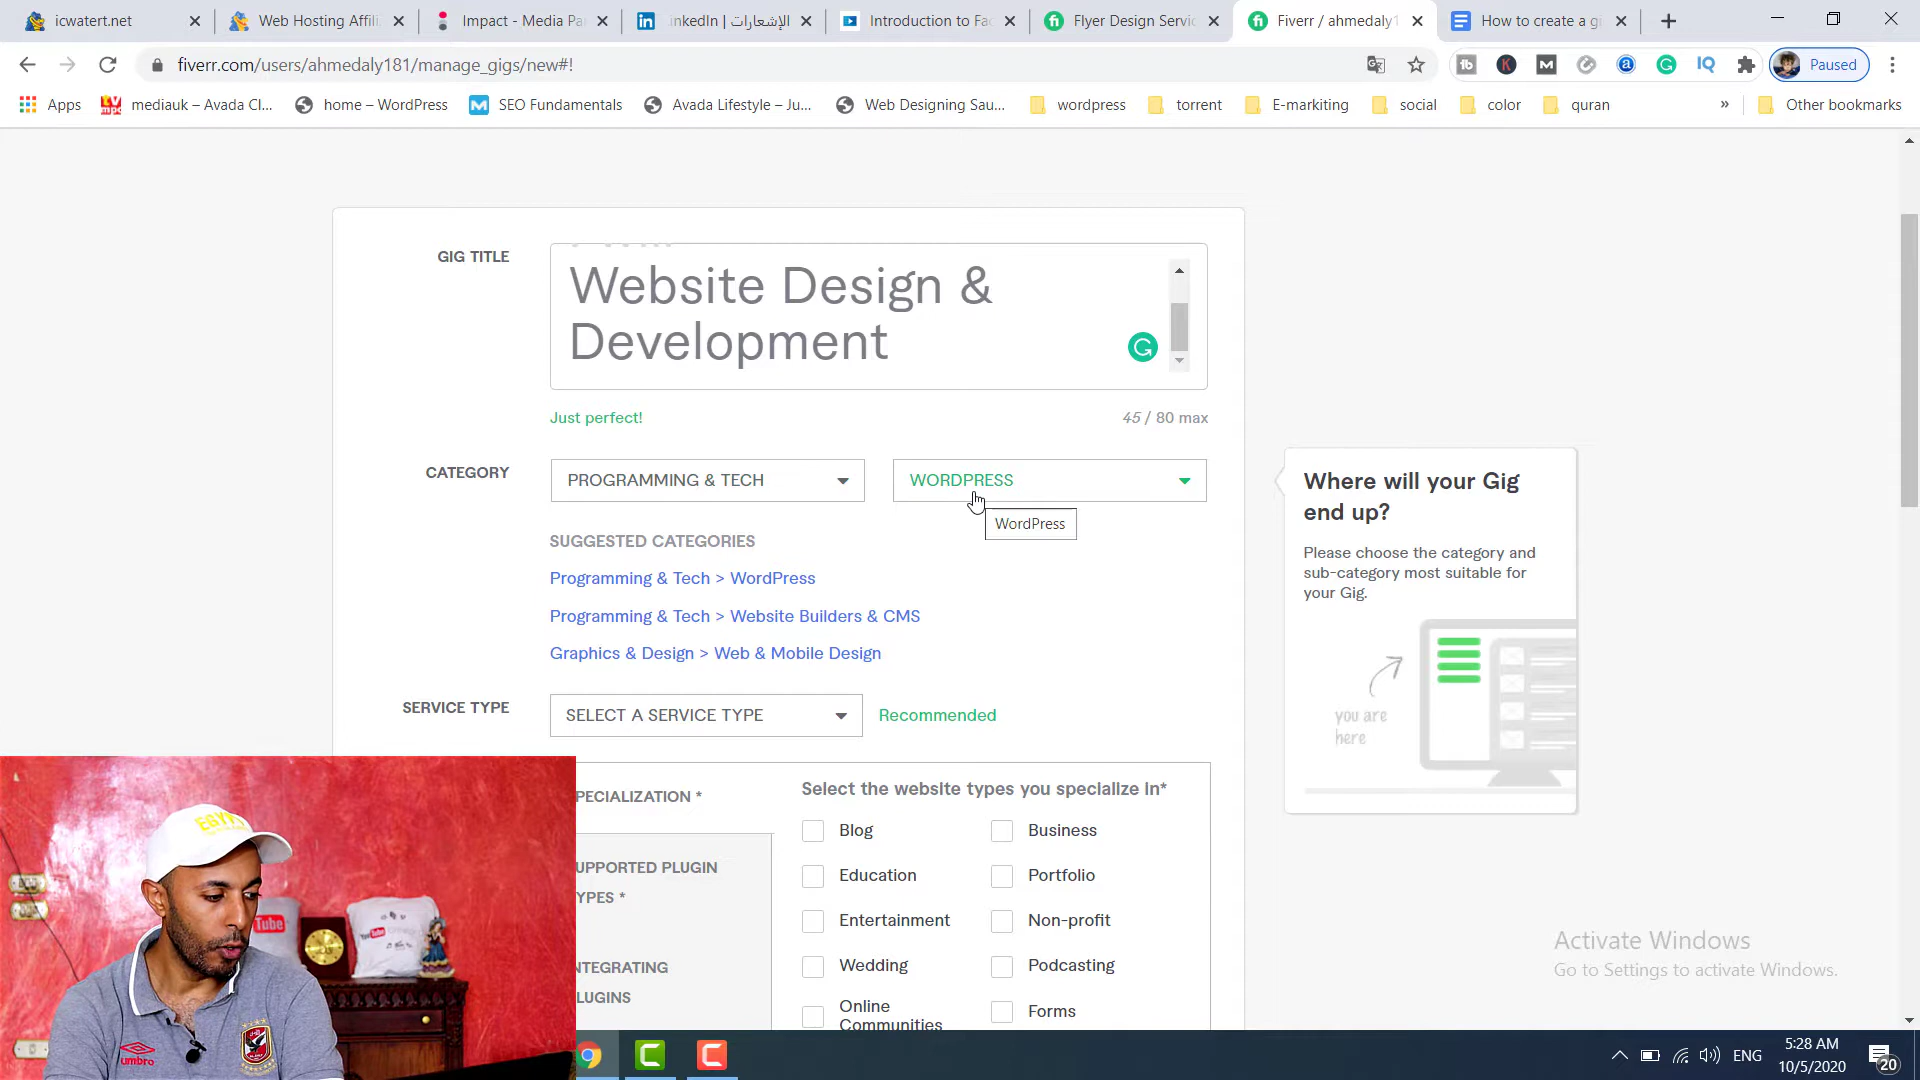 icwatert.net
Web Hosting Affili
Impact - Media Pa
inkedIn | الإشعارات
Introduction to Fac
Flyer Design Servic
Fiverr / ahmedaly1
How to create a gi
fiverr.com/users/ahmedaly181/manage_gigs/new#!
Paused
Apps
mediauk – Avada Cl...
home – WordPress
SEO Fundamentals
Avada Lifestyle – Ju...
Web Designing Sau...
wordpress
torrent
E-markiting
social
color
quran
»
Other bookmarks
GIG TITLE
Website Design &
Development
Just perfect!
45 / 80 max
CATEGORY
PROGRAMMING & TECH
WORDPRESS
WordPress
SUGGESTED CATEGORIES
Programming & Tech > WordPress
Programming & Tech > Website Builders & CMS
Graphics & Design > Web & Mobile Design
SERVICE TYPE
SELECT A SERVICE TYPE
Recommended
Where will your Gig
end up?
Please choose the category and
sub-category most suitable for
your Gig.
you are
here
PECIALIZATION *
UPPORTED PLUGIN
YPES *
NTEGRATING
LUGINS
Select the website types you specialize in*
Blog
Business
Education
Portfolio
Entertainment
Non-profit
Wedding
Podcasting
Online
Communities
Forms
Activate Windows
Go to Settings to activate Windows.
EGYPT
Tube
umbro
ENG
5:28 AM
10/5/2020
20